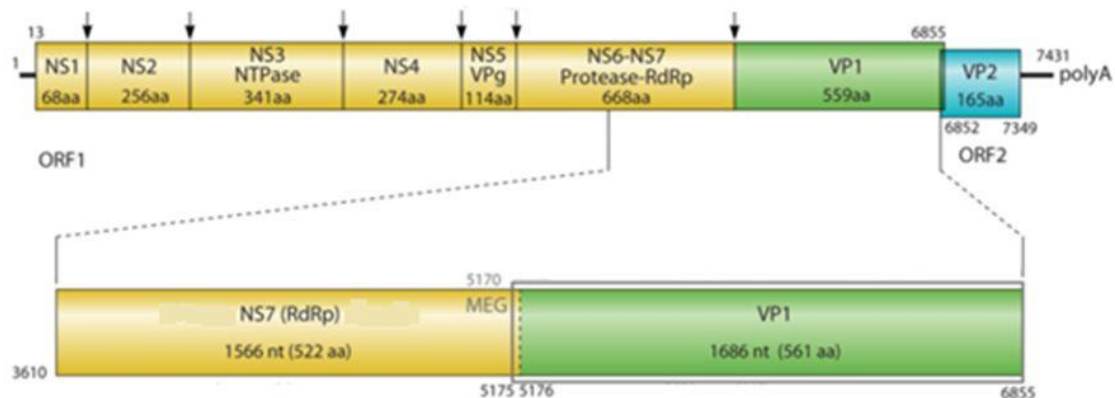 13 6855
1 NS1 NS2 NS3 NS4 NS5 NS6-NS7 VP1 VP2 7431
NTPase VPg Protease-RdRp polyA
68aa 256aa 341aa 274aa 114aa 668aa 559aa 165aa
6852 7349
ORF1 ORF2
5170
MEG
NS7 (RdRp) VP1
1566 nt (522 aa) 1686 nt (561 aa)
3610 5175 5176 6855